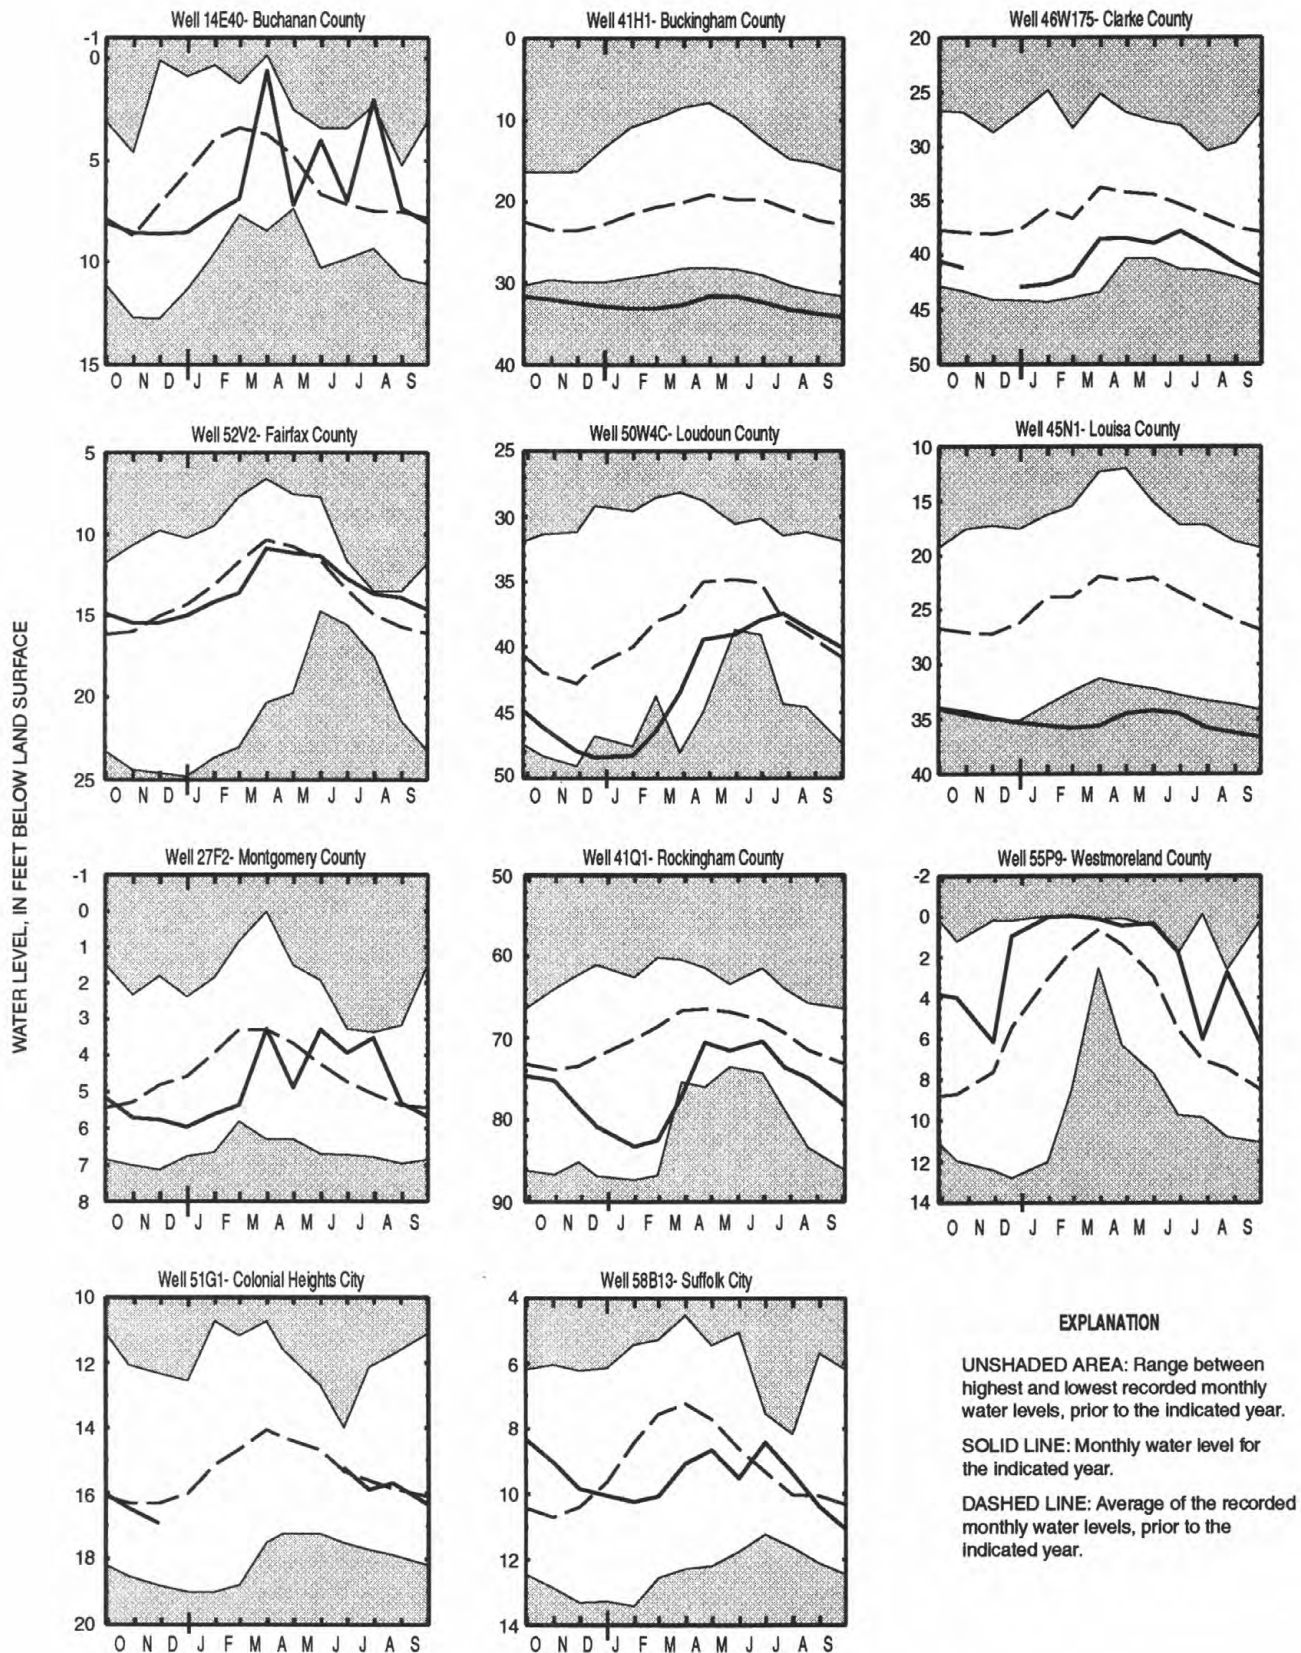 WATER LEVEL, IN FEET BELOW LAND SURFACE
Well 14E40- Buchanan County
-1
0
5
10
15
O N D J F M A M J J A S
Well 41H1- Buckingham County
0
10
20
30
40
O N D J F M A M J J A S
Well 46W175- Clarke County
20
25
30
35
40
45
50
O N D J F M A M J J A S
Well 52V2- Fairfax County
5
10
15
20
25
O N D J F M A M J J A S
Well 50W4C- Loudoun County
25
30
35
40
45
50
O N D J F M A M J J A S
Well 45N1- Louisa County
10
15
20
25
30
35
40
O N D J F M A M J J A S
Well 27F2- Montgomery County
-1
0
1
2
3
4
5
6
7
8
O N D J F M A M J J A S
Well 41Q1- Rockingham County
50
60
70
80
90
O N D J F M A M J J A S
Well 55P9- Westmoreland County
-2
0
2
4
6
8
10
12
14
O N D J F M A M J J A S
Well 51G1- Colonial Heights City
10
12
14
16
18
20
O N D J F M A M J J A S
Well 58B13- Suffolk City
4
6
8
10
12
14
O N D J F M A M J J A S
EXPLANATION
UNSHADED AREA: Range between
highest and lowest recorded monthly
water levels, prior to the indicated year.
SOLID LINE: Monthly water level for
the indicated year.
DASHED LINE: Average of the recorded
monthly water levels, prior to the
indicated year.